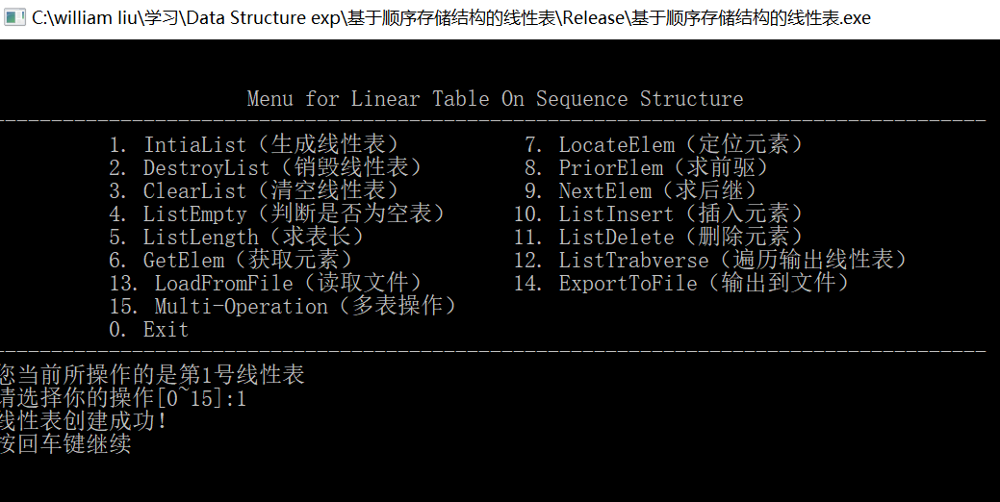 C:\william liu\学习\Data Structure exp\基于顺序存储结构的线性表\Release\基于顺序存储结构的线性表.exe
Menu for Linear Table On Sequence Structure
1. IntiaList（生成线性表） 7. LocateElem（定位元素）
2. DestroyList（销毁线性表） 8. PriorElem（求前驱）
3. ClearList（清空线性表） 9. NextElem（求后继）
4. ListEmpty（判断是否为空表） 10. ListInsert（插入元素）
5. ListLength（求表长） 11. ListDelete（删除元素）
6. GetElem（获取元素） 12. ListTrabverse（遍历输出线性表）
13. LoadFromFile（读取文件） 14. ExportToFile（输出到文件）
15. Multi-Operation（多表操作）
0. Exit
您当前所操作的是第1号线性表
请选择你的操作[0~15]:1
线性表创建成功！
按回车键继续